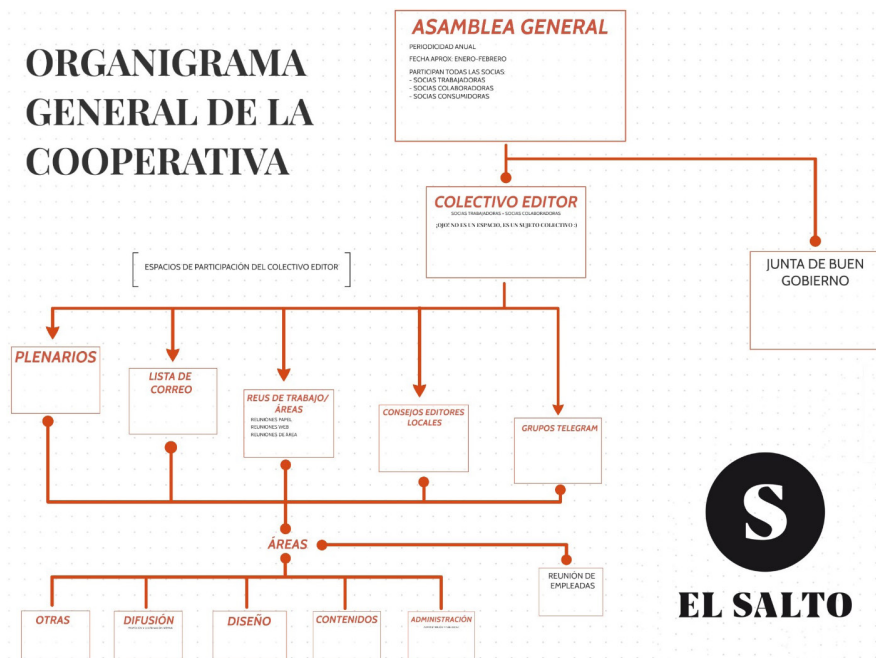 ORGANIGRAMA
GENERAL DE LA
COOPERATIVA
ASAMBLEA GENERAL
PERIODICIDAD ANUAL
FECHA APROX: ENERO-FEBRERO
PARTICIPAN TODAS LAS SOCIAS:
- SOCIAS TRABAJADORAS
- SOCIAS COLABORADORAS
- SOCIAS CONSUMIDORAS
COLECTIVO EDITOR
SOCIAS TRABAJADORAS - SOCIAS COLABORADORAS
¡OJO! NO ES UN ESPACIO, ES UN SUJETO COLECTIVO :)
JUNTA DE BUEN
GOBIERNO
ESPACIOS DE PARTICIPACIÓN DEL COLECTIVO EDITOR
PLENARIOS
LISTA DE
CORREO
REUS DE TRABAJO/
ÁREAS
REUNIONES PAPEL
REUNIONES WEB
REUNIONES DE ÁREA
CONSEJOS EDITORES
LOCALES
GRUPOS TELEGRAM
ÁREAS
REUNIÓN DE
EMPLEADAS
OTRAS
DIFUSIÓN
DISEÑO
CONTENIDOS
ADMINISTRACIÓN
S
EL SALTO